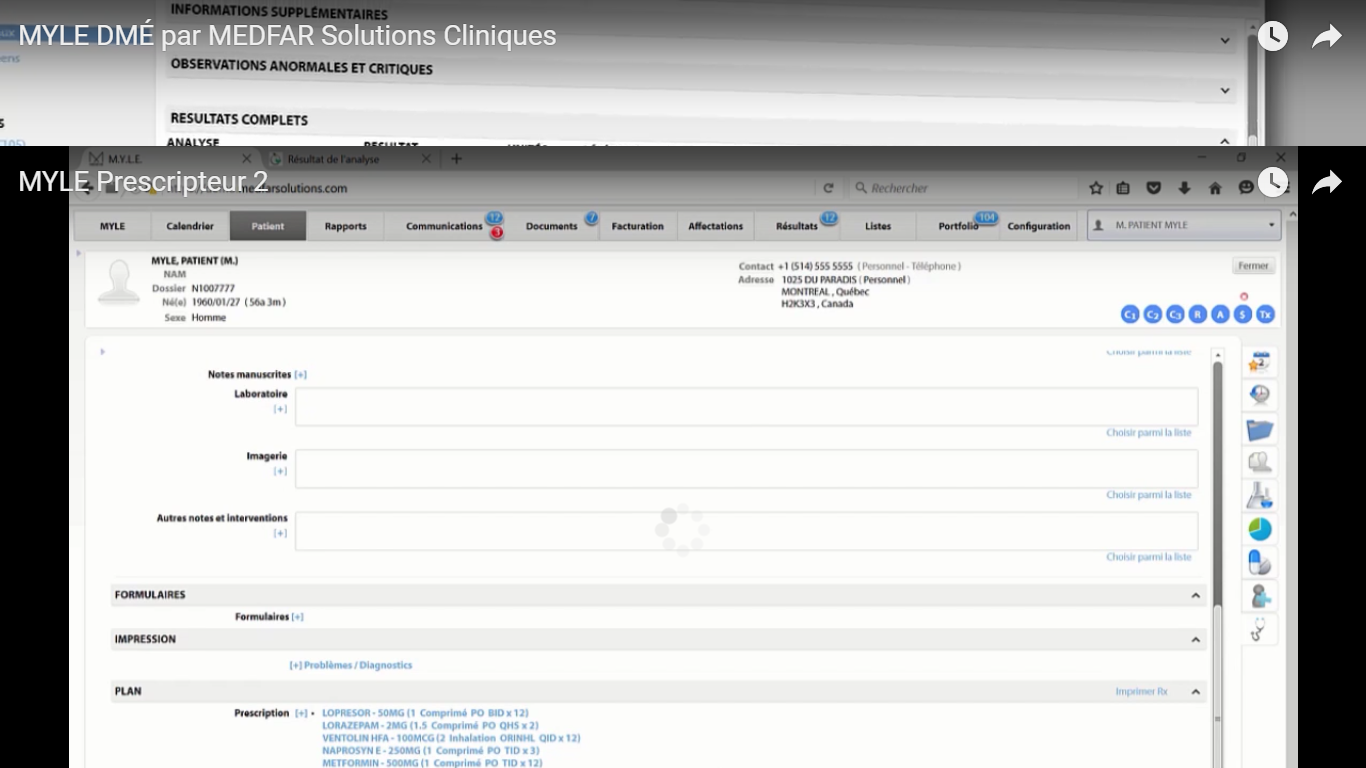 INFORMATIONS SUPPLÉMENTAIRES
MYLE DMÉ par MEDFAR Solutions Cliniques
OBSERVATIONS ANORMALES ET CRITIQUES
RESULTATS COMPLETS
ANALYSE
M.Y.L.E.
Résultat de l'analyse
MYLE Prescripteur 2
medfarsolutions.com
Rechercher
MYLE Calendrier Patient Rapports Communications 12 3 Documents 7 Facturation Affectations Résultats 12 Listes Portfolio 104 Configuration M. PATIENT MYLE
MYLE, PATIENT (M.)
NAM
Dossier N1007777
Né(e) 1960/01/27 (56a 3m)
Sexe Homme
Contact +1 (514) 555 5555 (Personnel - Téléphone)
Adresse 1025 DU PARADIS (Personnel)
MONTREAL, Québec
H2K3X3, Canada
Fermer
C1 C2 C3 R A S Tx
Choisir parmi la liste
Notes manuscrites [+]
Laboratoire
[+]
Choisir parmi la liste
Imagerie
[+]
Choisir parmi la liste
Autres notes et interventions
[+]
Choisir parmi la liste
FORMULAIRES
Formulaires [+]
IMPRESSION
[+] Problèmes / Diagnostics
PLAN
Imprimer Rx
Prescription [+] • LOPRESOR - 50MG (1 Comprimé PO BID x 12)
LORAZEPAM - 2MG (1.5 Comprimé PO QHS x 2)
VENTOLIN HFA - 100MCG (2 Inhalation ORINHL QID x 12)
NAPROSYN E - 250MG (1 Comprimé PO TID x 3)
METFORMIN - 500MG (1 Comprimé PO TID x 12)